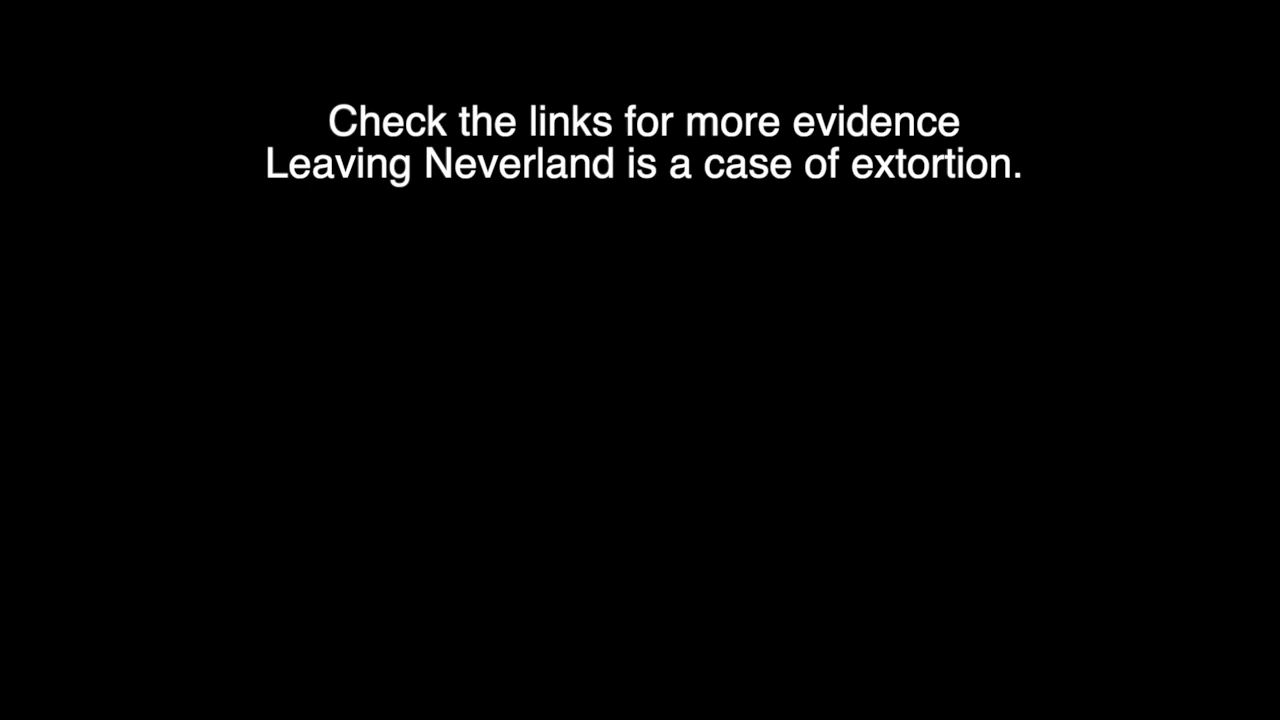 Check the links for more evidence
Leaving Neverland is a case of extortion.